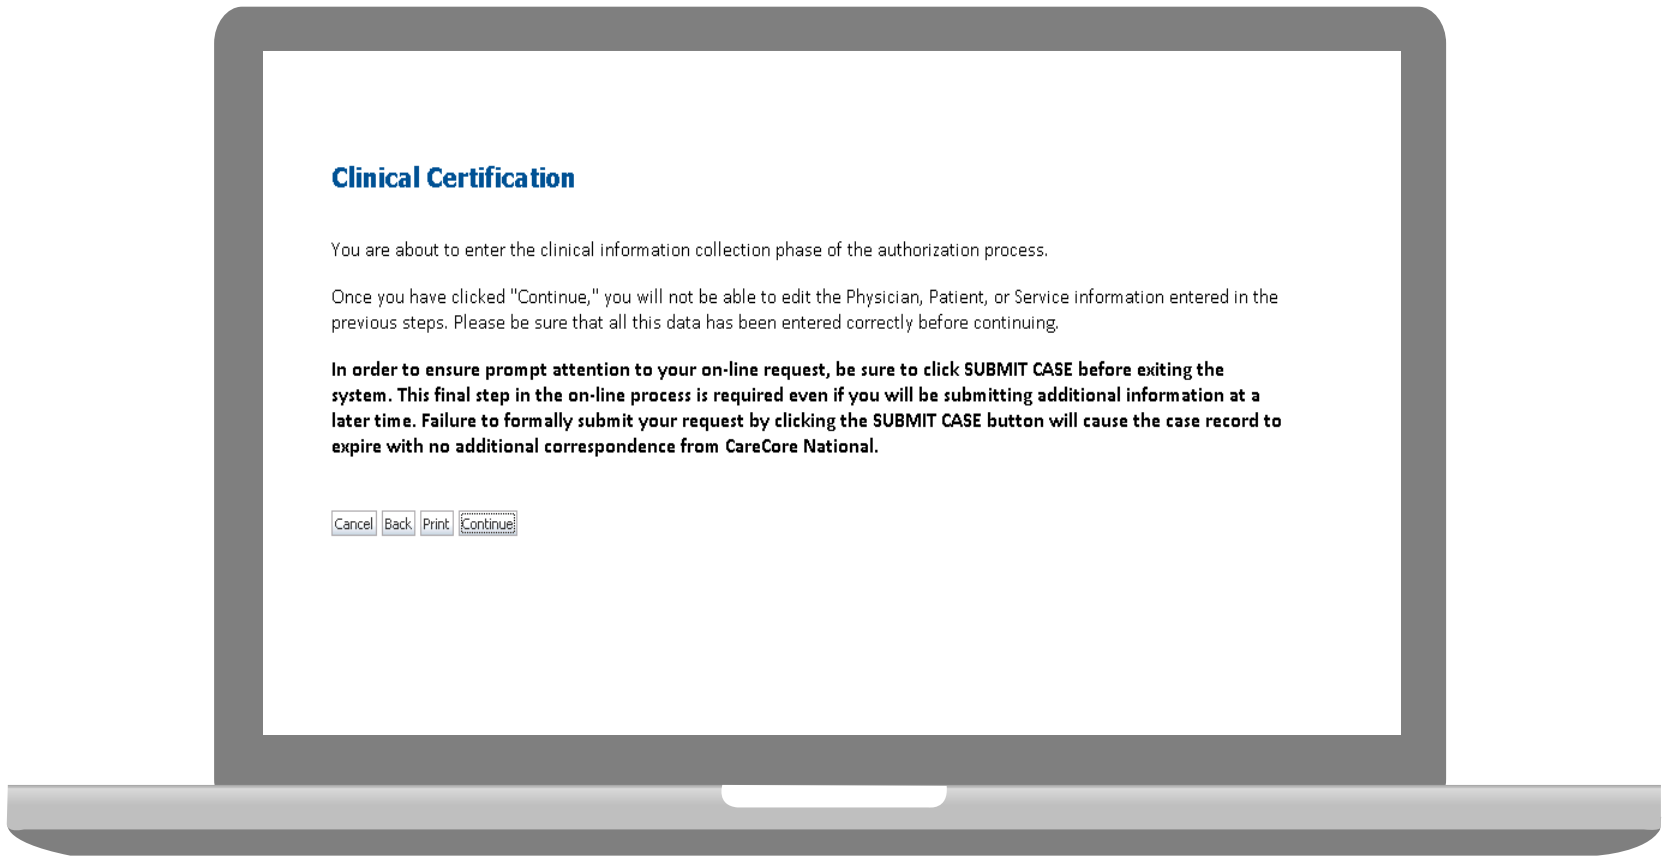 Clinical Certification
You are about to enter the clinical information collection phase of the authorization process.
Once you have clicked "Continue," you will not be able to edit the Physician, Patient, or Service information entered in the
previous steps. Please be sure that all this data has been entered correctly before continuing.
In order to ensure prompt attention to your on-line request, be sure to click SUBMIT CASE before exiting the
system. This final step in the on-line process is required even if you will be submitting additional information at a
later time. Failure to formally submit your request by clicking the SUBMIT CASE button will cause the case record to
expire with no additional correspondence from CareCore National.
Cancel Back Print Continue